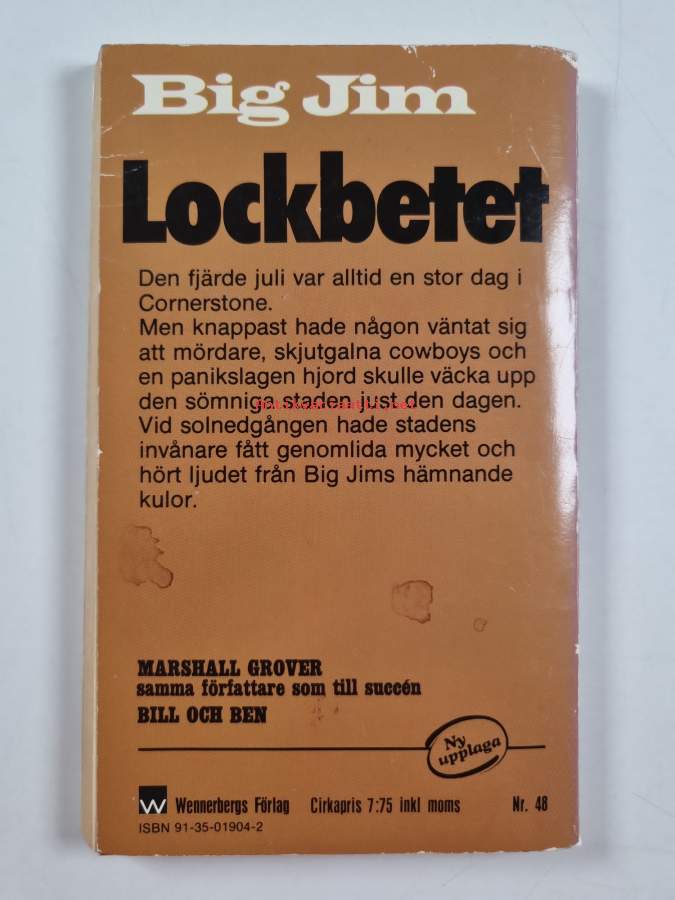 Big Jim
Lockbetet
Den fjärde juli var alltid en stor dag i
Cornerstone.
Men knappast hade någon väntat sig
att mördare, skjutgalna cowboys och
en panikslagen hjord skulle väcka upp
den sömniga staden just den dagen.
Vid solnedgången hade stadens
invånare fått genomlida mycket och
hört ljudet från Big Jims hämnande
kulor.
MARSHALL GROVER
samma författare som till succén
BILL OCH BEN
Ny
upplaga
W Wennerbergs Förlag Cirkapris 7:75 inkl moms Nr. 48
ISBN 91-35-01904-2